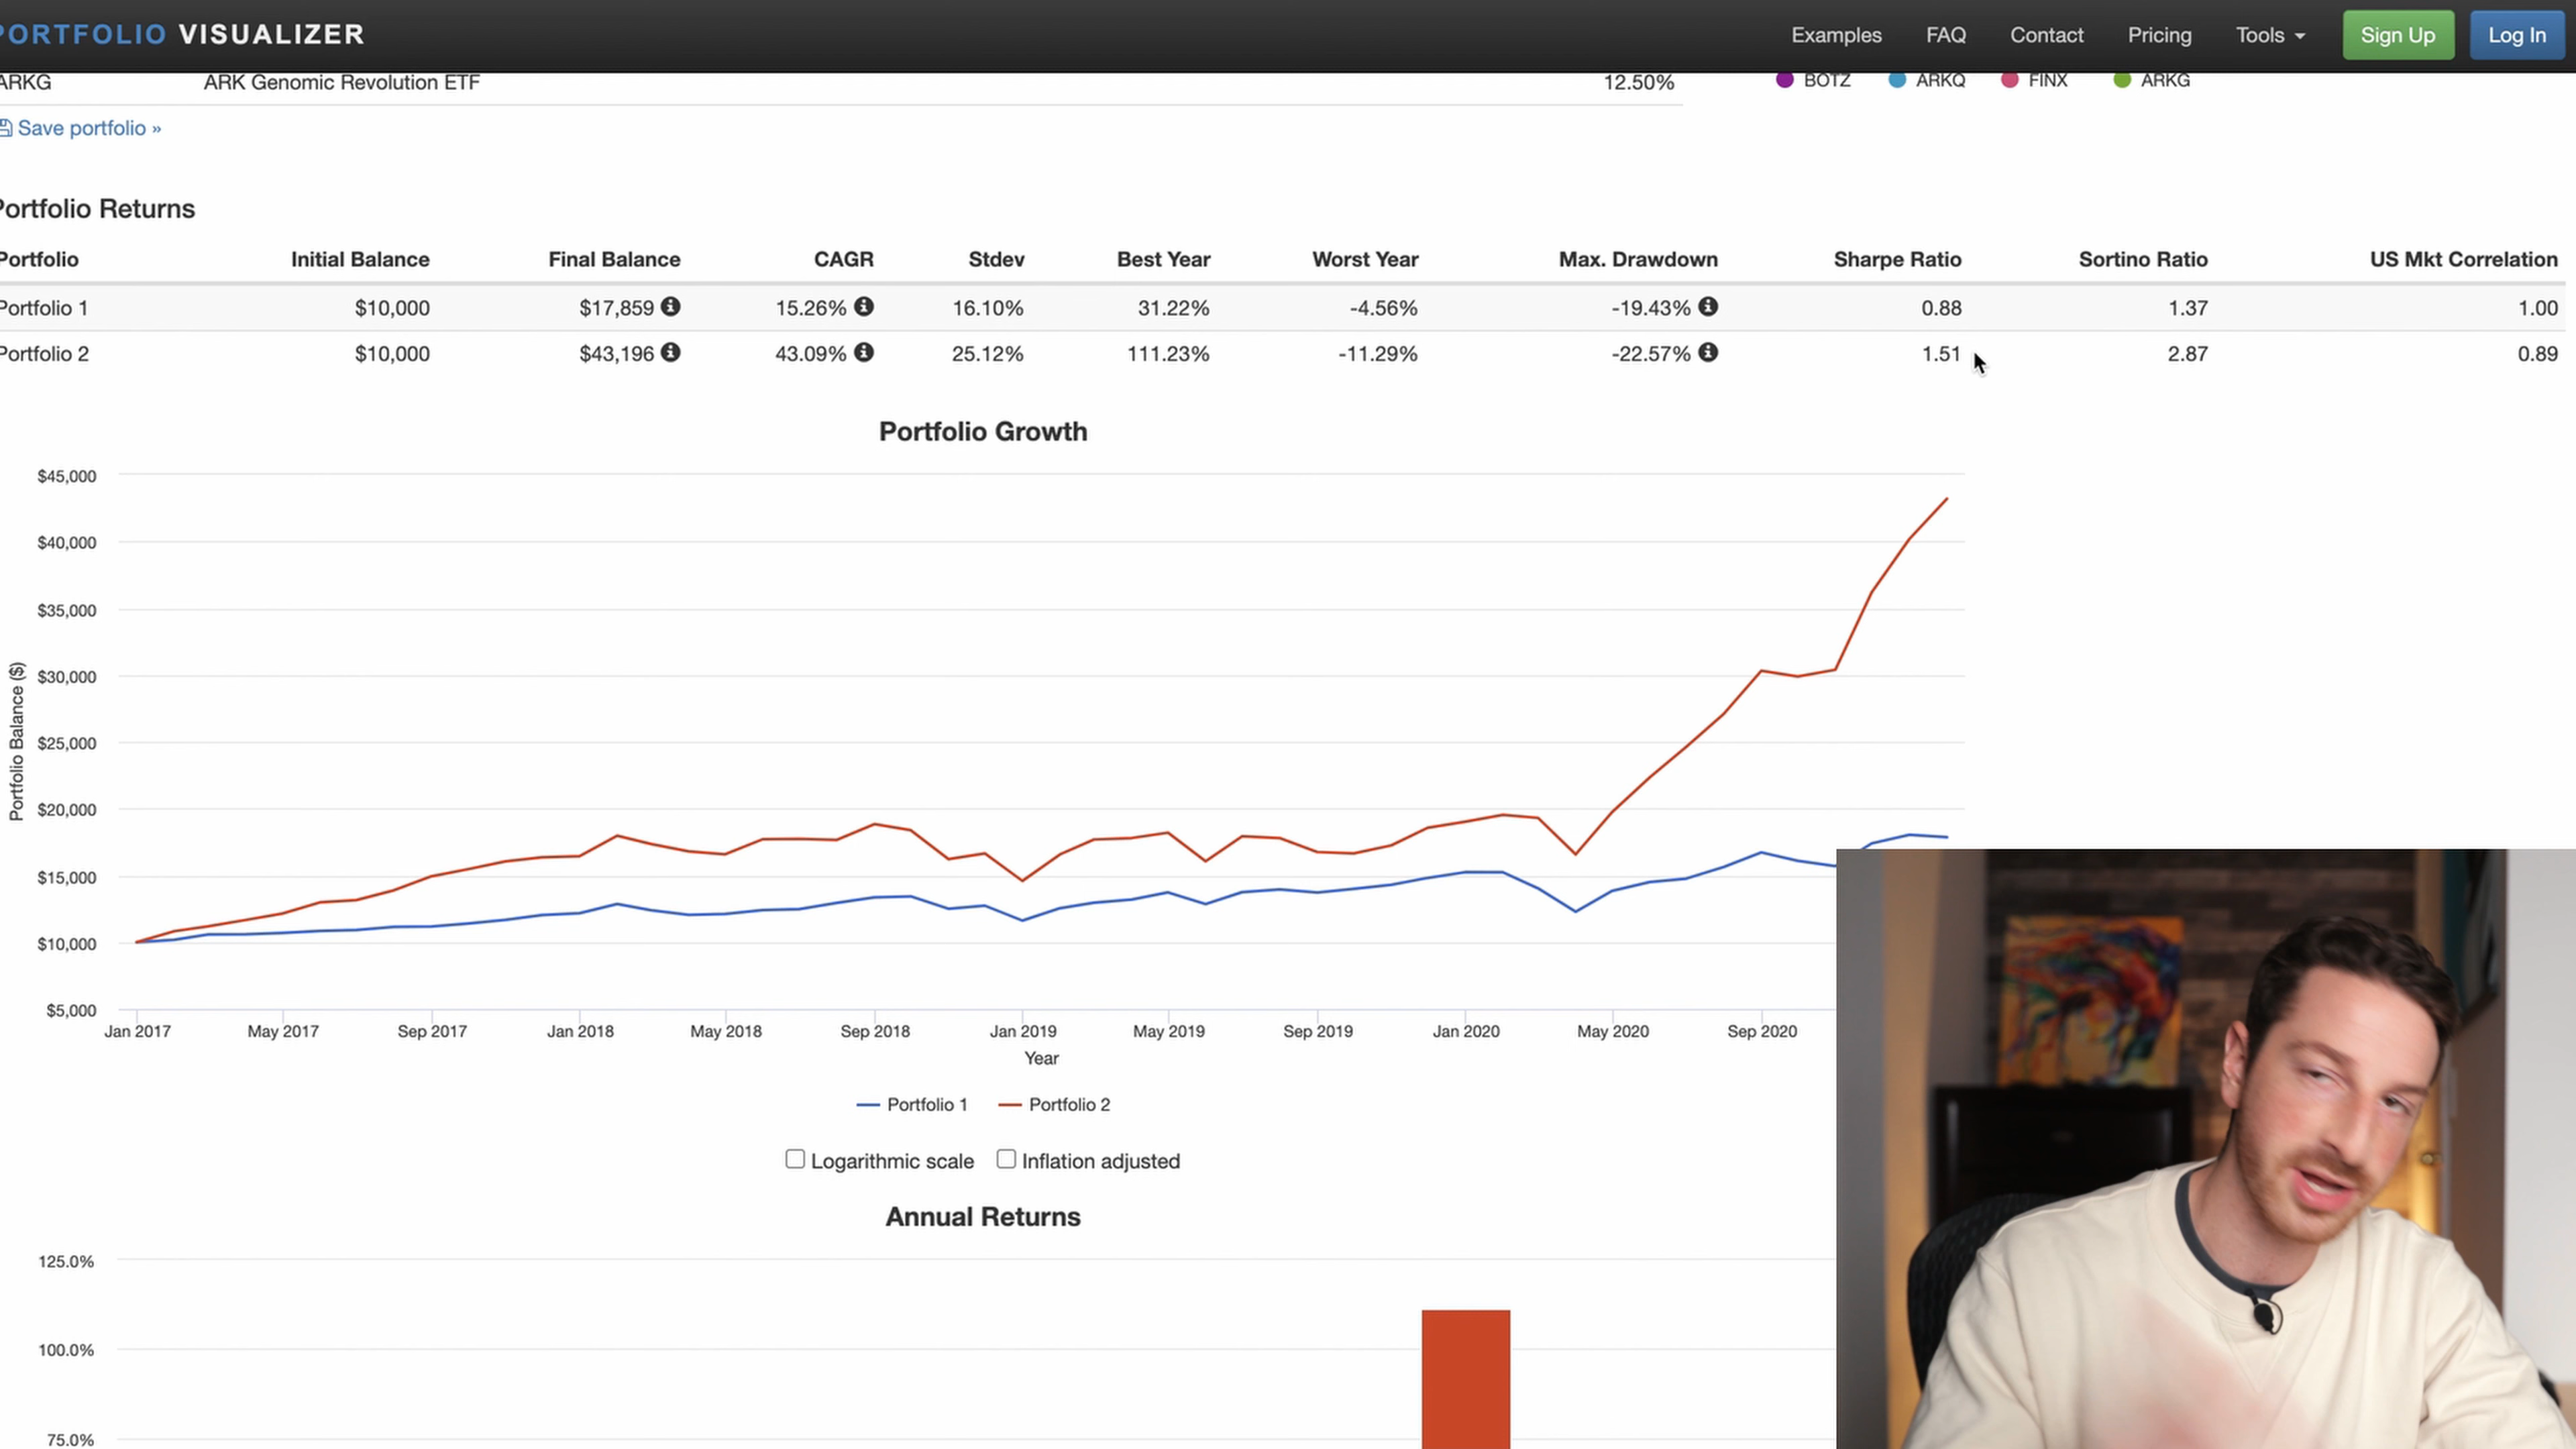 PORTFOLIO VISUALIZER Examples FAQ Contact Pricing Tools Sign Up Log In
ARKG ARK Genomic Revolution ETF 12.50% BOTZ ARKQ FINX ARKG
Save portfolio »
Portfolio Returns
Portfolio Initial Balance Final Balance CAGR Stdev Best Year Worst Year Max. Drawdown Sharpe Ratio Sortino Ratio US Mkt Correlation
Portfolio 1 $10,000 $17,859 15.26% 16.10% 31.22% -4.56% -19.43% 0.88 1.37 1.00
Portfolio 2 $10,000 $43,196 43.09% 25.12% 111.23% -11.29% -22.57% 1.51 2.87 0.89
Portfolio Growth
$45,000
$40,000
$35,000
$30,000
$25,000
$20,000
$15,000
$10,000
$5,000
Portfolio Balance ($)
Jan 2017 May 2017 Sep 2017 Jan 2018 May 2018 Sep 2018 Jan 2019 May 2019 Sep 2019 Jan 2020 May 2020 Sep 2020
Year
Portfolio 1 Portfolio 2
Logarithmic scale Inflation adjusted
Annual Returns
125.0%
100.0%
75.0%